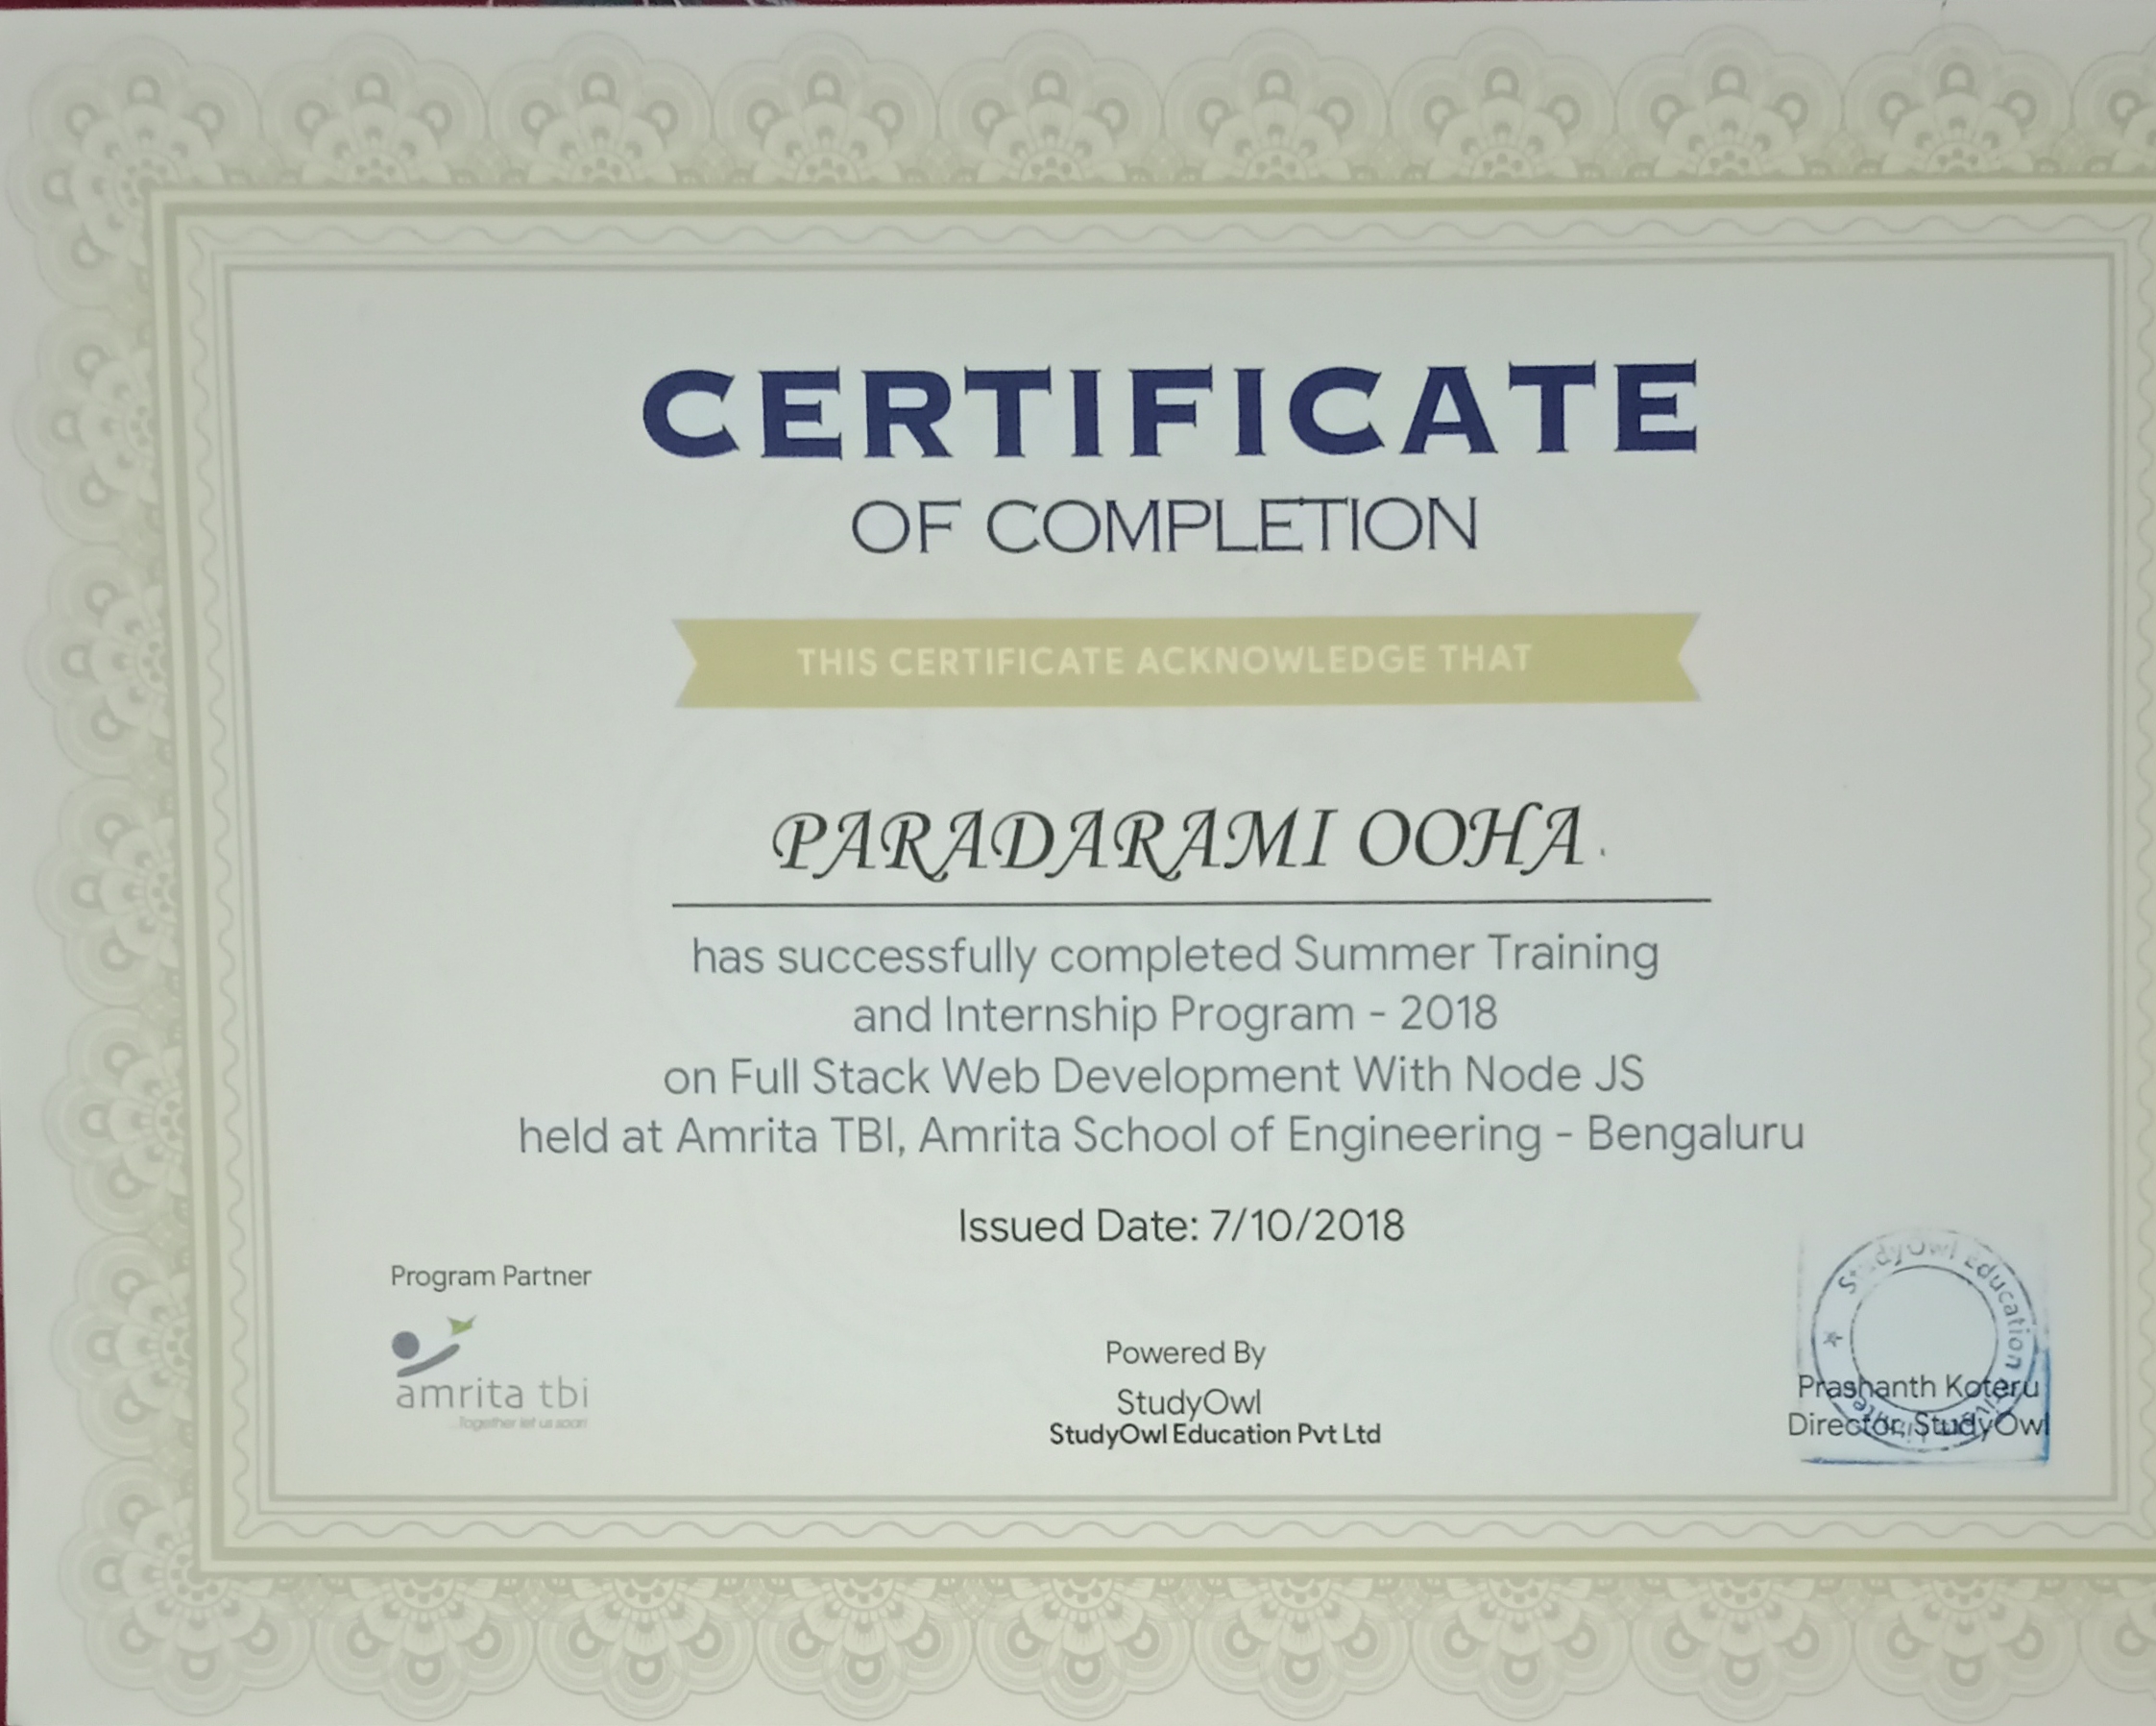 CERTIFICATE
OF COMPLETION
THIS CERTIFICATE ACKNOWLEDGE THAT
PARADARAMI OOHA
has successfully completed Summer Training
and Internship Program - 2018
on Full Stack Web Development With Node JS
held at Amrita TBI, Amrita School of Engineering - Bengaluru
Issued Date: 7/10/2018
Program Partner
amrita tbi
Together let us soar!
Powered By
StudyOwl
StudyOwl Education Pvt Ltd
StudyOwl Education
Prashanth Koteru
Director, StudyOwl